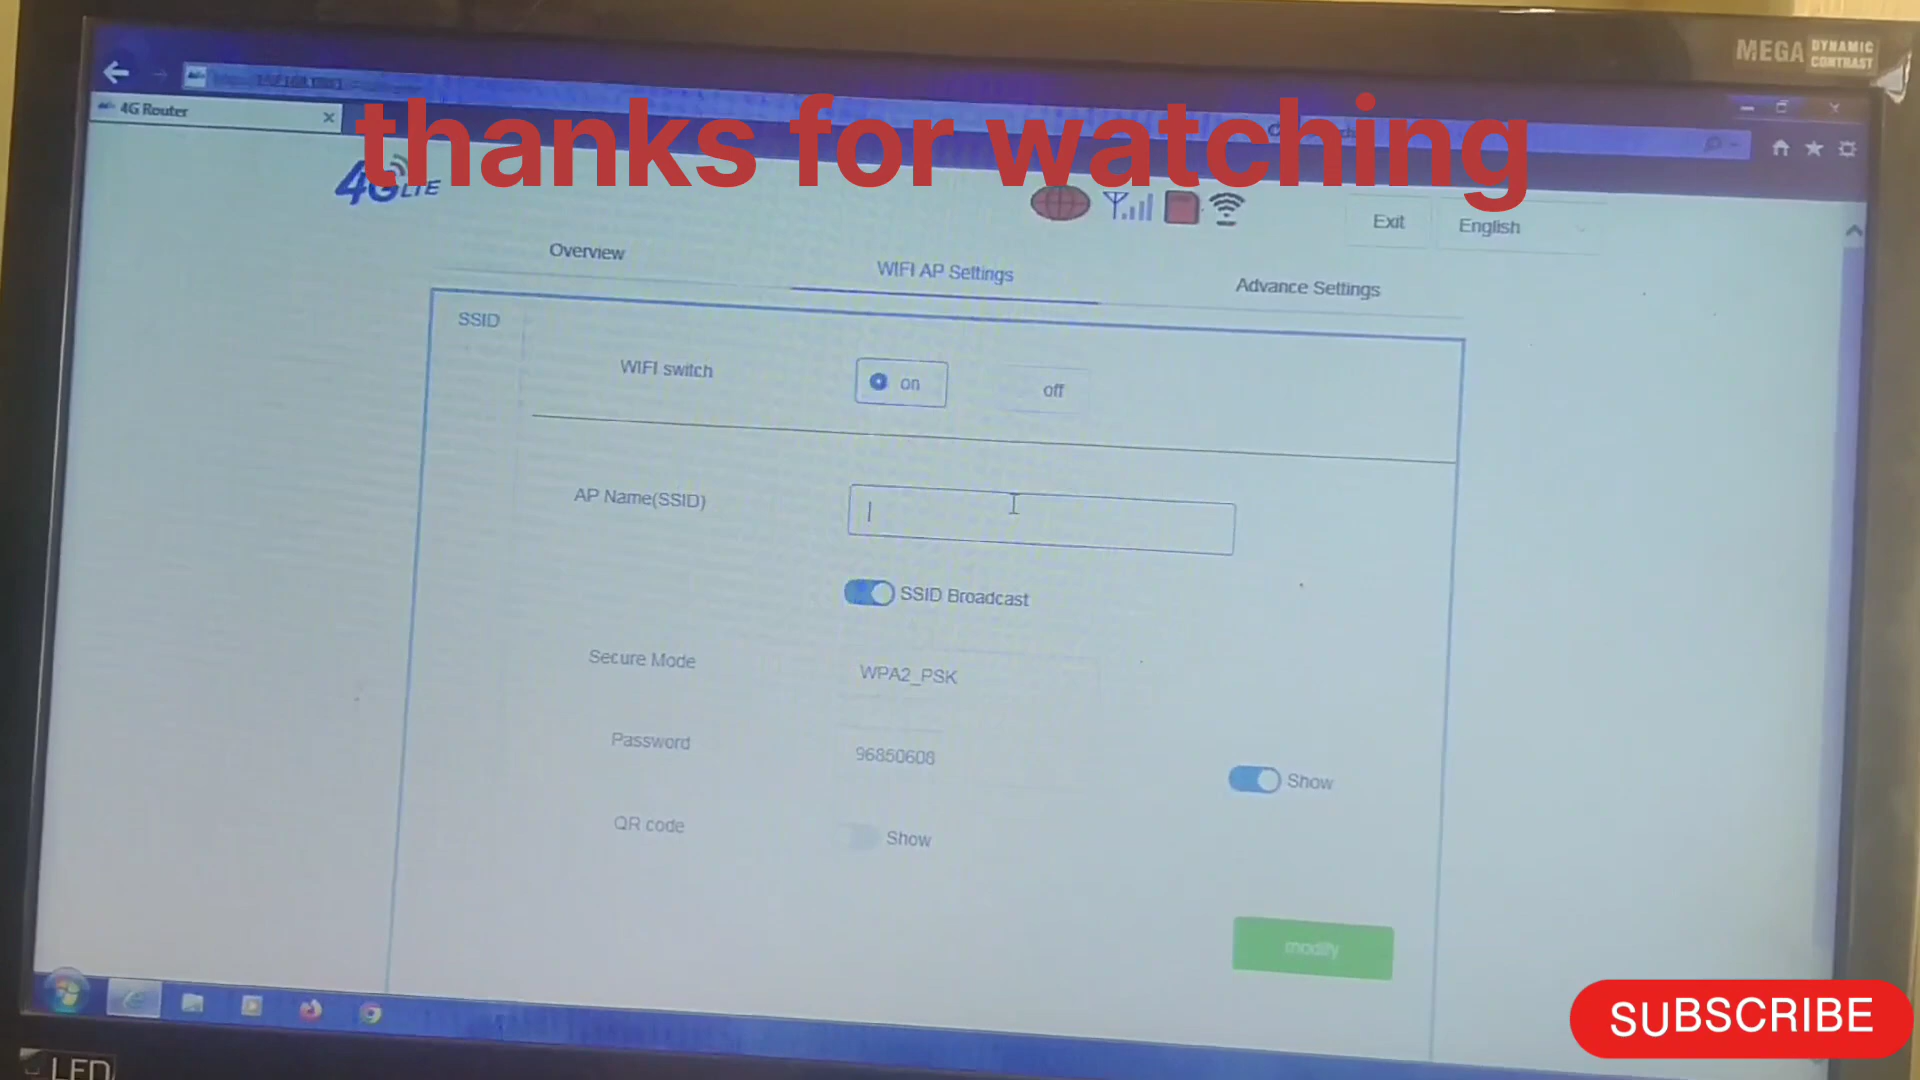 MEGA DYNAMIC CONTRAST
4G Router
thanks for watching
4G LTE
Exit
English
Overview
WIFI AP Settings
Advance Settings
SSID
WIFI switch
on
off
AP Name(SSID)
SSID Broadcast
Secure Mode
WPA2_PSK
Password
96850608
Show
QR code
Show
modify
SUBSCRIBE
LED